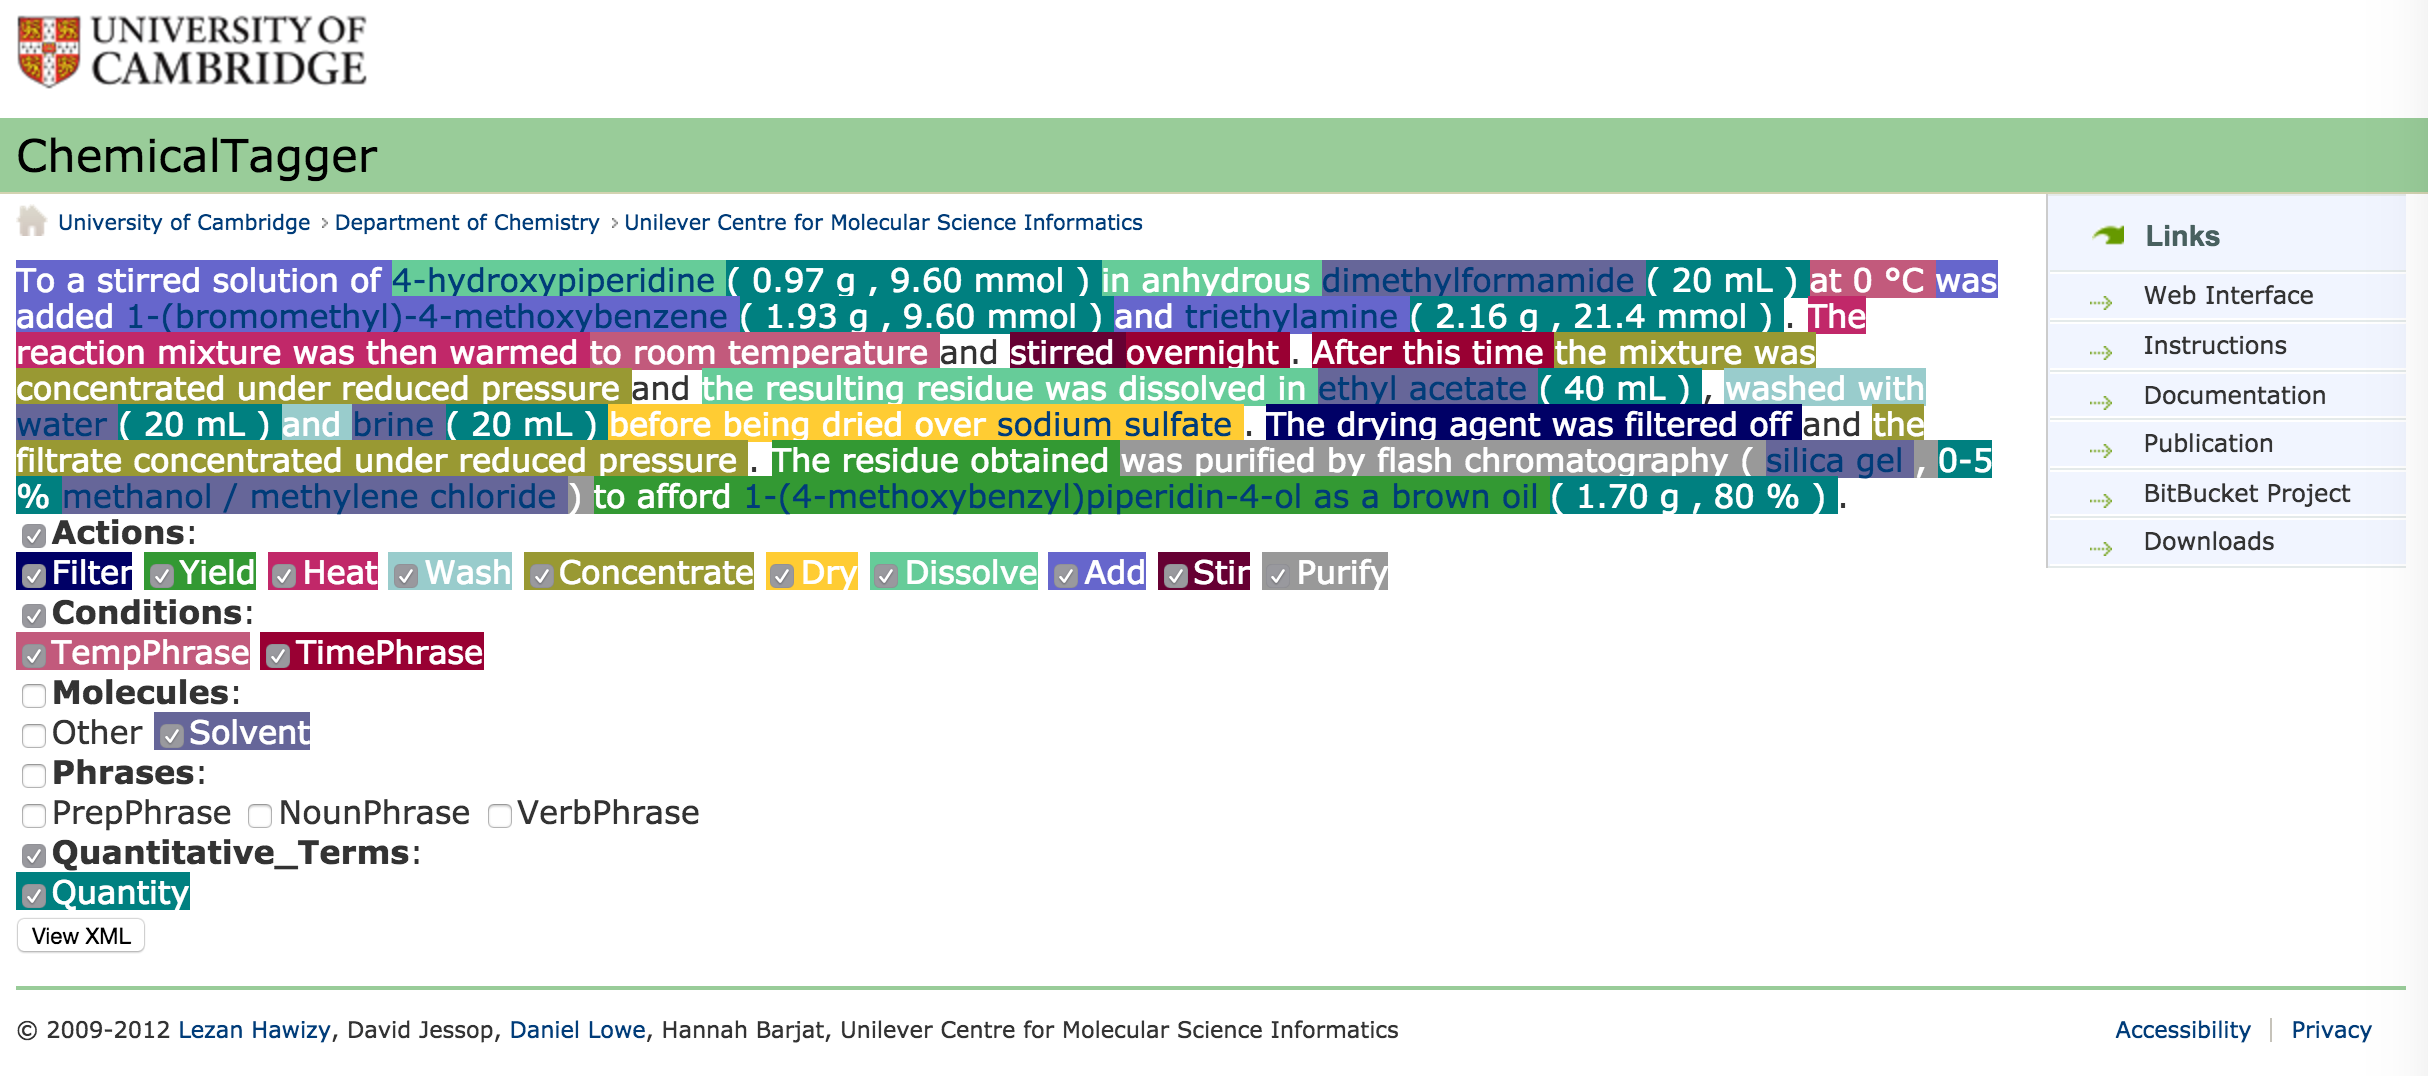 UNIVERSITY OF
CAMBRIDGE
ChemicalTagger
University of Cambridge › Department of Chemistry › Unilever Centre for Molecular Science Informatics
To a stirred solution of 4-hydroxypiperidine ( 0.97 g , 9.60 mmol ) in anhydrous dimethylformamide ( 20 mL ) at 0 °C was
added 1-(bromomethyl)-4-methoxybenzene ( 1.93 g , 9.60 mmol ) and triethylamine ( 2.16 g , 21.4 mmol ) . The
reaction mixture was then warmed to room temperature and stirred overnight . After this time the mixture was
concentrated under reduced pressure and the resulting residue was dissolved in ethyl acetate ( 40 mL ) , washed with
water ( 20 mL ) and brine ( 20 mL ) before being dried over sodium sulfate . The drying agent was filtered off and the
filtrate concentrated under reduced pressure . The residue obtained was purified by flash chromatography ( silica gel , 0-5
% methanol / methylene chloride ) to afford 1-(4-methoxybenzyl)piperidin-4-ol as a brown oil ( 1.70 g , 80 % ) .
Actions:
Filter Yield Heat Wash Concentrate Dry Dissolve Add Stir Purify
Conditions:
TempPhrase TimePhrase
Molecules:
Other Solvent
Phrases:
PrepPhrase NounPhrase VerbPhrase
Quantitative_Terms:
Quantity
View XML
Links
Web Interface
Instructions
Documentation
Publication
BitBucket Project
Downloads
© 2009-2012 Lezan Hawizy, David Jessop, Daniel Lowe, Hannah Barjat, Unilever Centre for Molecular Science Informatics
Accessibility | Privacy